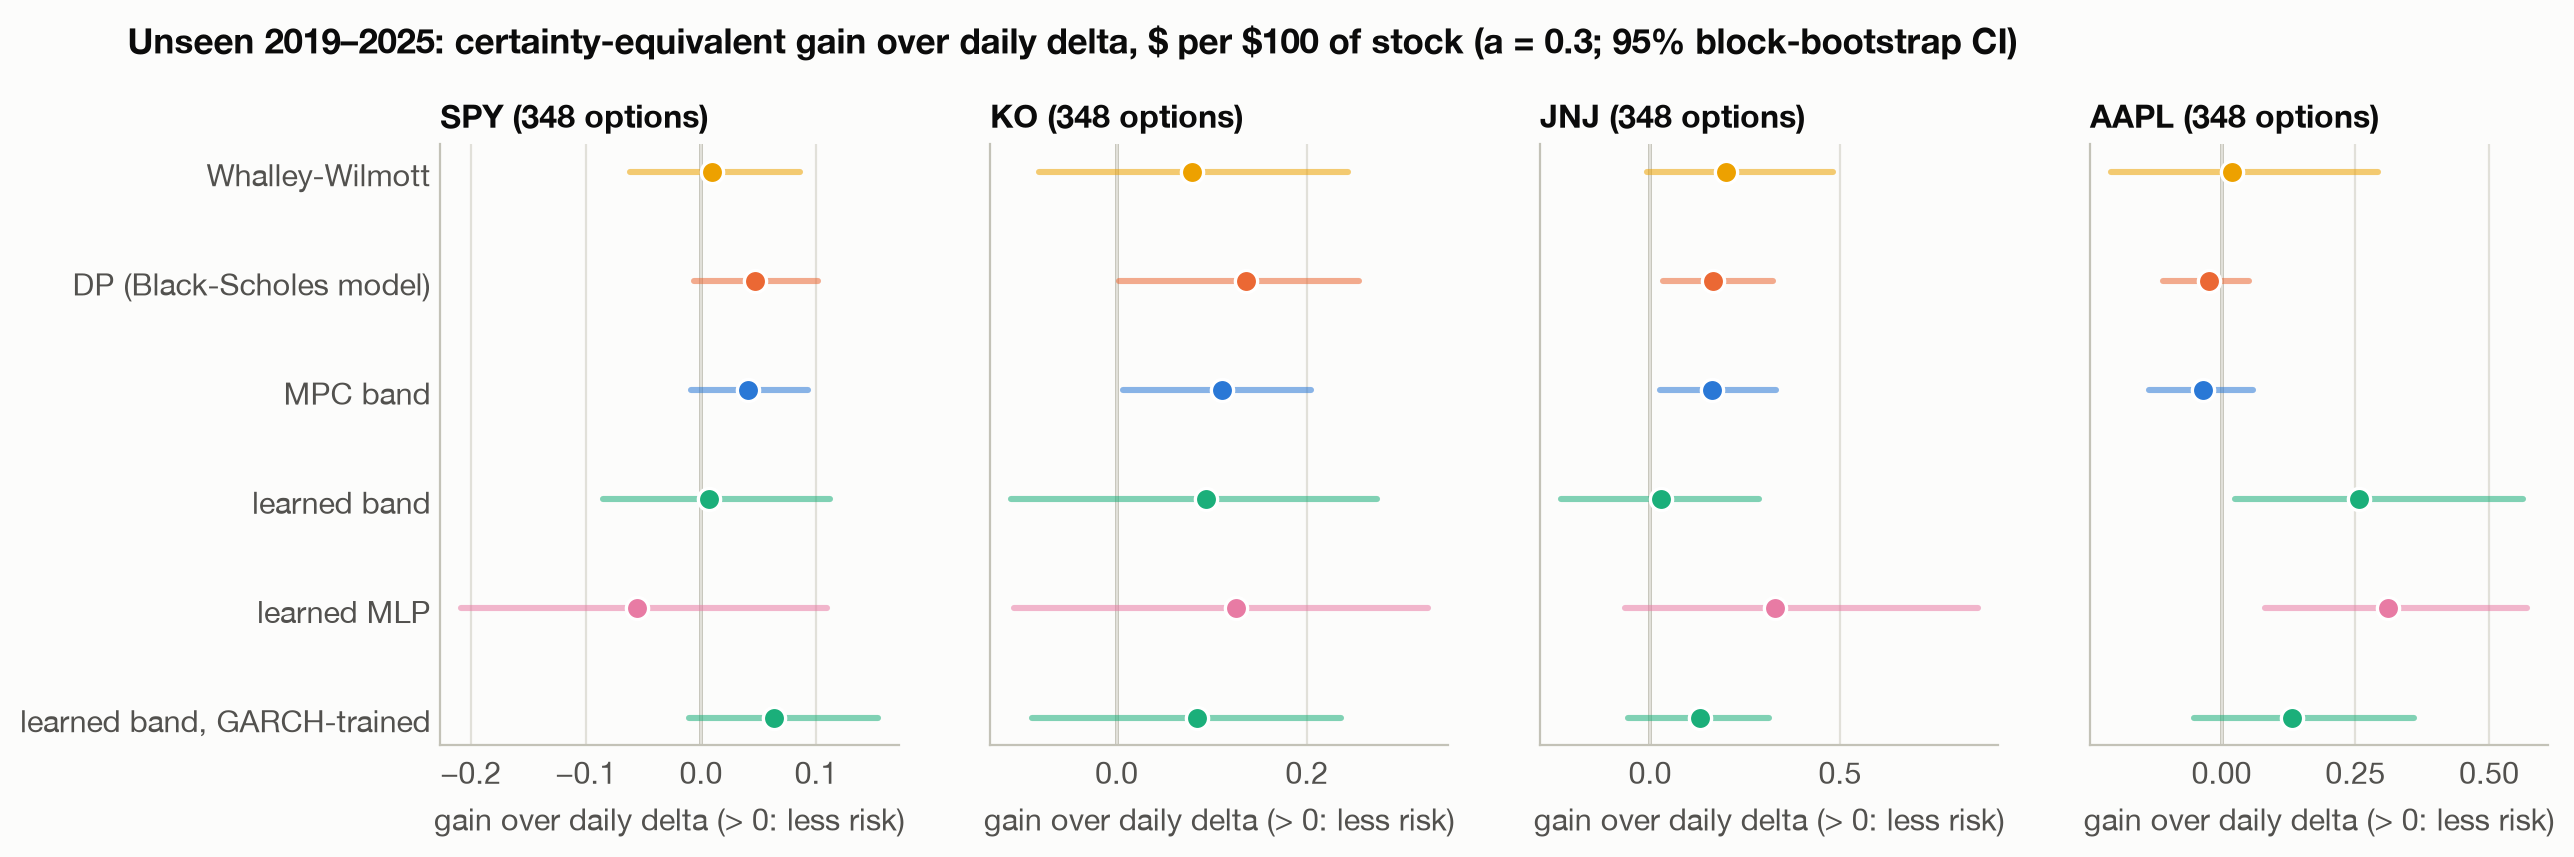 Unseen 2019–2025: certainty-equivalent gain over daily delta, $ per $100 of stock (a = 0.3; 95% block-bootstrap CI)
SPY (348 options)
KO (348 options)
JNJ (348 options)
AAPL (348 options)
Whalley-Wilmott
DP (Black-Scholes model)
MPC band
learned band
learned MLP
learned band, GARCH-trained
−0.2 −0.1 0.0 0.1
0.0 0.2
0.0 0.5
0.00 0.25 0.50
gain over daily delta (> 0: less risk)
gain over daily delta (> 0: less risk)
gain over daily delta (> 0: less risk)
gain over daily delta (> 0: less risk)